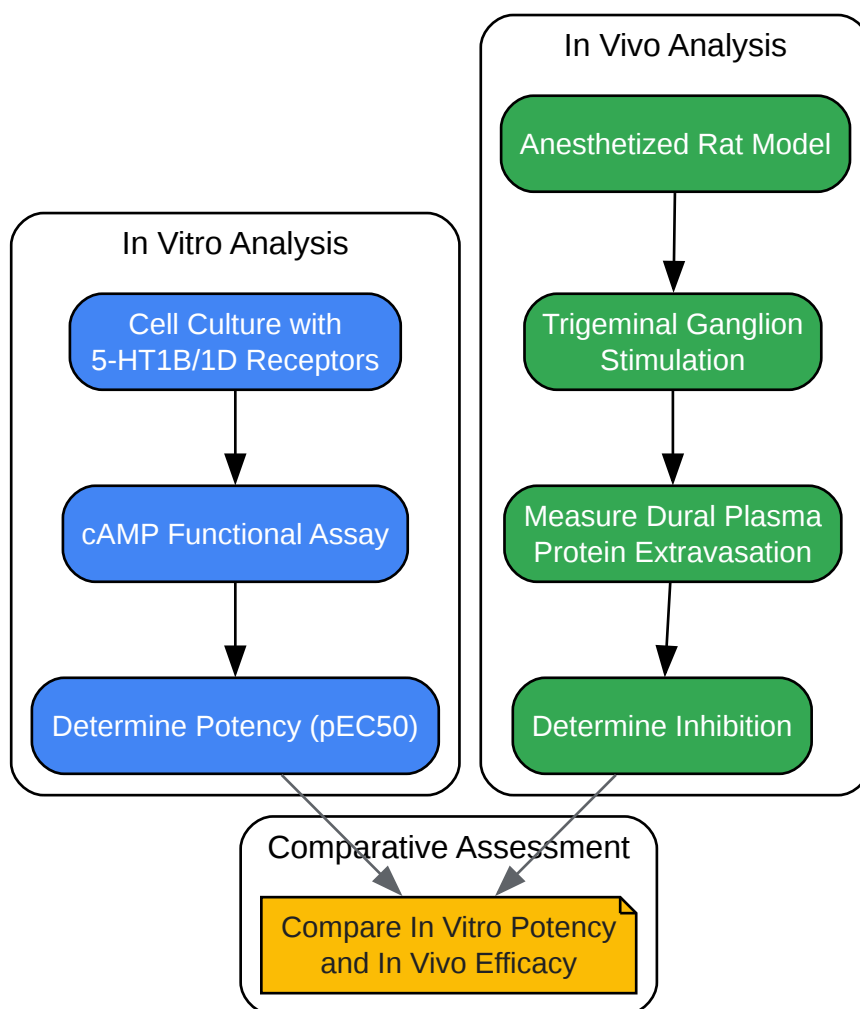 In Vitro Analysis
Cell Culture with
5-HT1B/1D Receptors
cAMP Functional Assay
Determine Potency (pEC50)
In Vivo Analysis
Anesthetized Rat Model
Trigeminal Ganglion
Stimulation
Measure Dural Plasma
Protein Extravasation
Determine Inhibition
Comparative Assessment
Compare In Vitro Potency
and In Vivo Efficacy